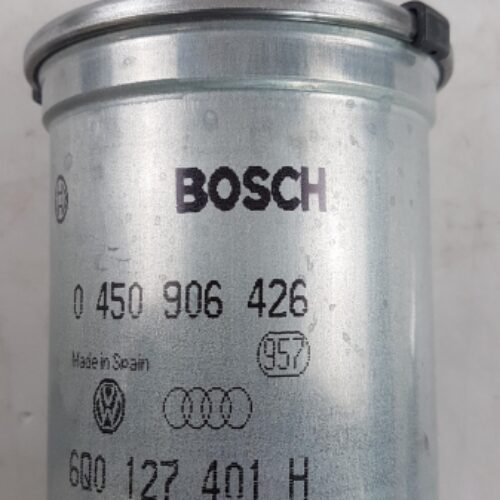 BOSCH
0 450 906 426
957
Made in Spain
6Q0 127 401 H